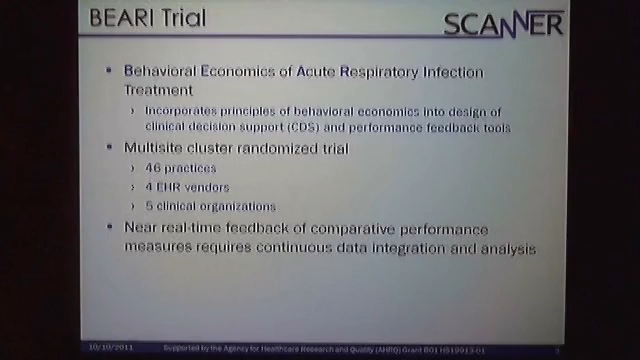 BEARI Trial
SCANNER
Behavioral Economics of Acute Respiratory Infection
Treatment
Incorporates principles of behavioral economics into design of
clinical decision support (CDS) and performance feedback tools
Multisite cluster randomized trial
46 practices
4 EHR vendors
5 clinical organizations
Near real-time feedback of comparative performance
measures requires continuous data integration and analysis
10/10/2011
Supported by the Agency for Healthcare Research and Quality (AHRQ) Grant